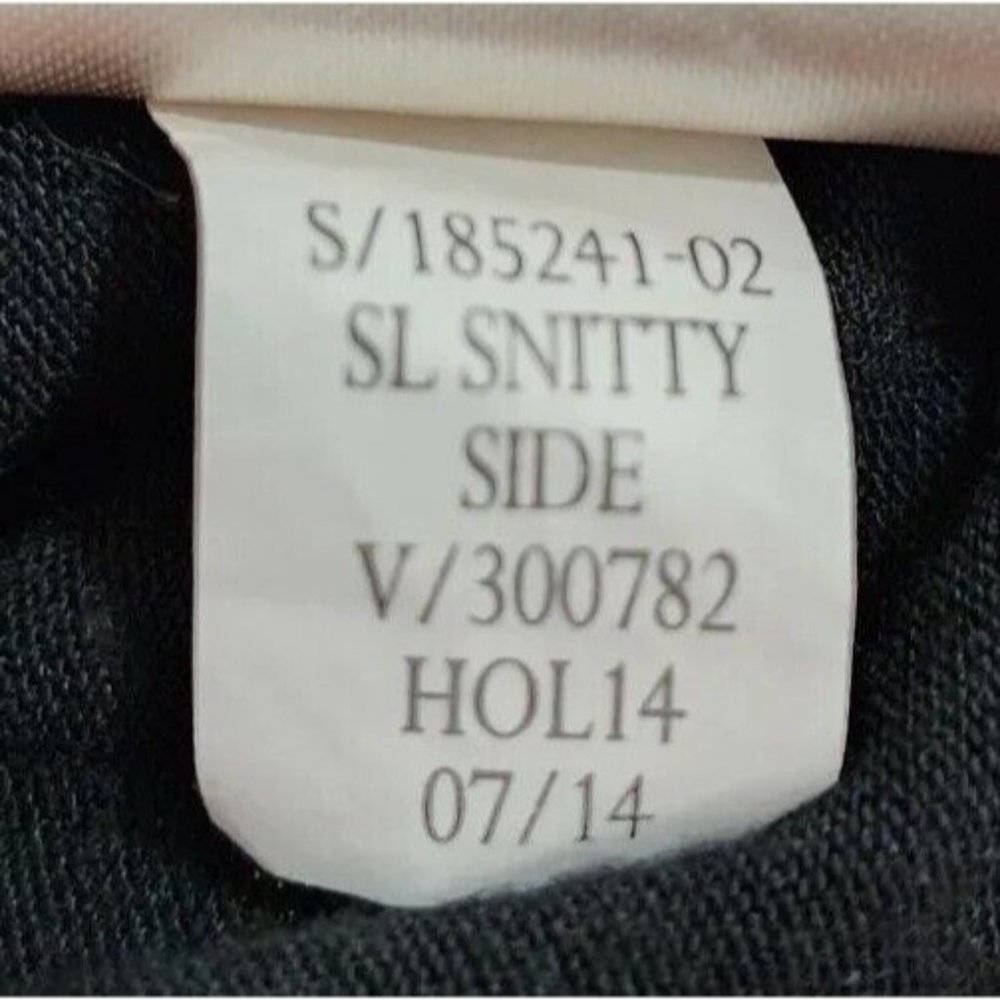 S/185241-02
SL SNITTY
SIDE
V/300782
HOL14
07/14